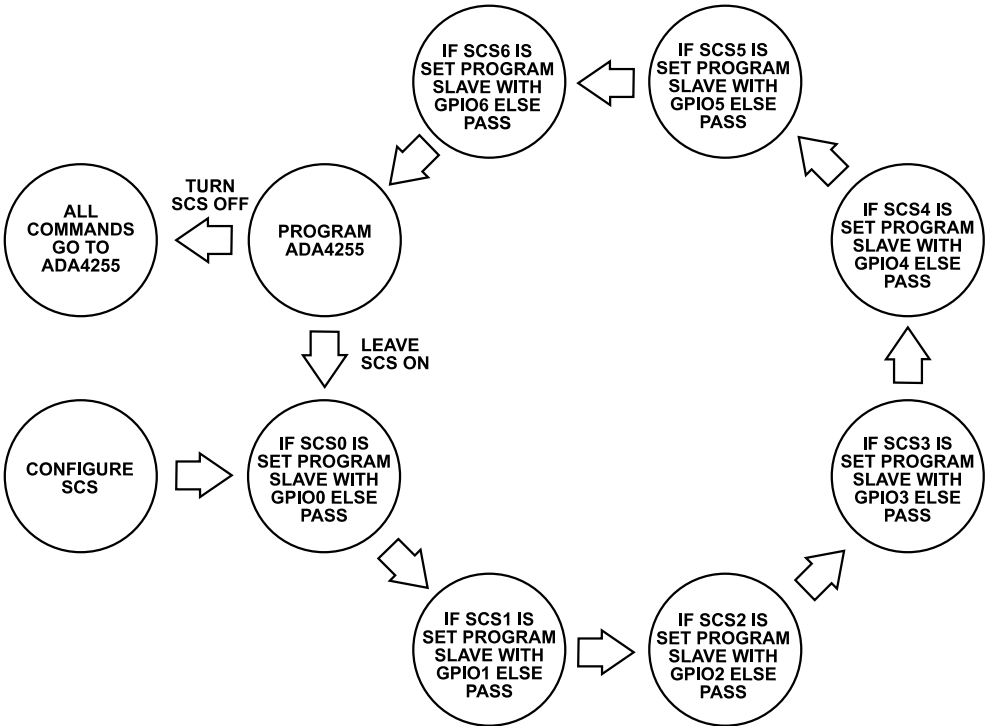 IF SCS6 IS
SET PROGRAM
SLAVE WITH
GPIO6 ELSE
PASS
IF SCS5 IS
SET PROGRAM
SLAVE WITH
GPIO5 ELSE
PASS
ALL
COMMANDS
GO TO
ADA4255
TURN
SCS OFF
PROGRAM
ADA4255
IF SCS4 IS
SET PROGRAM
SLAVE WITH
GPIO4 ELSE
PASS
LEAVE
SCS ON
CONFIGURE
SCS
IF SCS0 IS
SET PROGRAM
SLAVE WITH
GPIO0 ELSE
PASS
IF SCS3 IS
SET PROGRAM
SLAVE WITH
GPIO3 ELSE
PASS
IF SCS1 IS
SET PROGRAM
SLAVE WITH
GPIO1 ELSE
PASS
IF SCS2 IS
SET PROGRAM
SLAVE WITH
GPIO2 ELSE
PASS